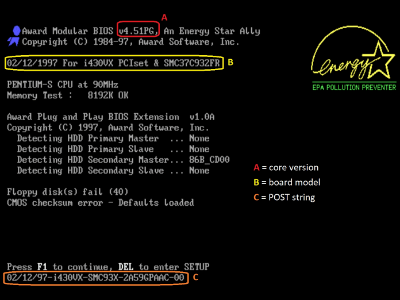 A
Award Modular BIOS v4.51PG, An Energy Star Ally
Copyright (C) 1984-97, Award Software, Inc.
02/12/1997 For i430VX PCIset & SMC37C932FR
B
energy
EPA POLLUTION PREVENTER
PENTIUM-S CPU at 90MHz
Memory Test : 8192K OK
Award Plug and Play BIOS Extension v1.0A
Copyright (C) 1997, Award Software, Inc.
Detecting HDD Primary Master ... None
Detecting HDD Primary Slave ... None
Detecting HDD Secondary Master... 86B_CD00
Detecting HDD Secondary Slave ... None
A = core version
B = board model
C = POST string
Floppy disk(s) fail (40)
CMOS checksum error - Defaults loaded
Press F1 to continue, DEL to enter SETUP
02/12/97-i430VX-SMC93X-2A59GPAAC-00
C